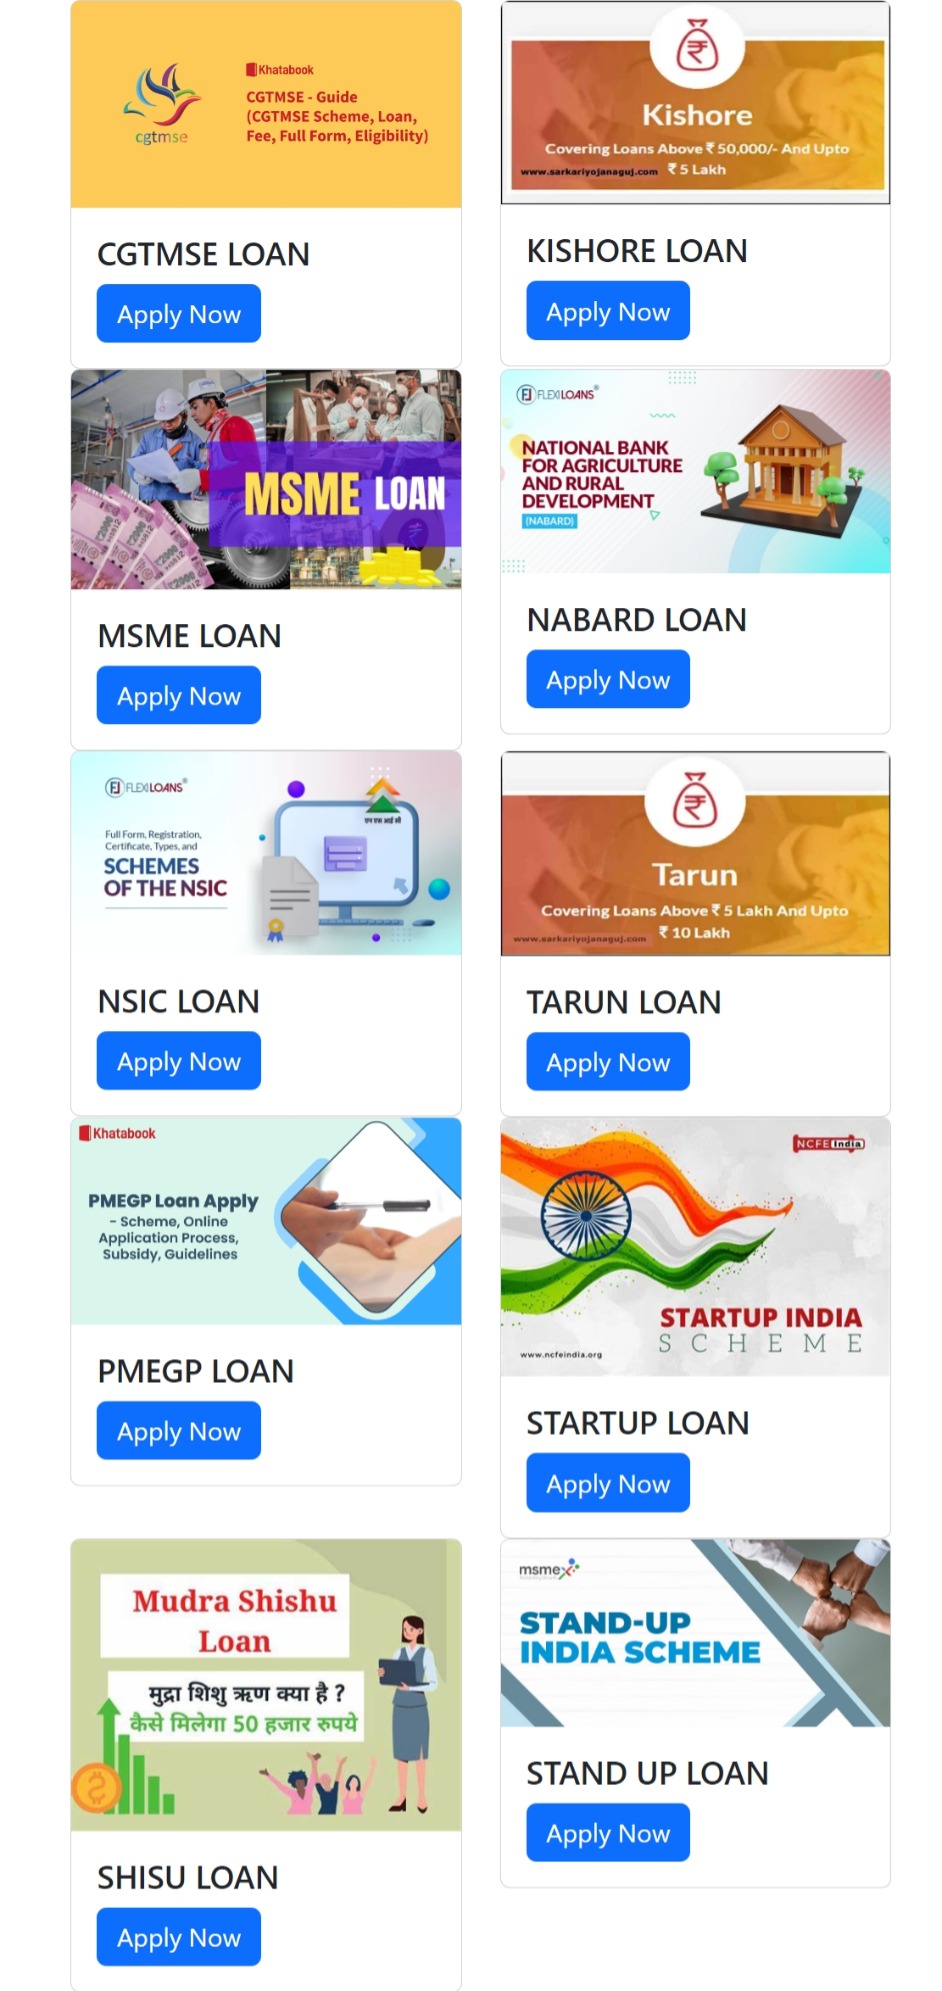 cgtmse
Khatabook
CGTMSE - Guide
(CGTMSE Scheme, Loan,
Fee, Full Form, Eligibility)
CGTMSE LOAN
Apply Now
Kishore
Covering Loans Above ₹ 50,000/- And Upto
www.sarkariyojanaguj.com ₹ 5 Lakh
KISHORE LOAN
Apply Now
MSME LOAN
MSME LOAN
Apply Now
FLEXILOANS®
NATIONAL BANK
FOR AGRICULTURE
AND RURAL
DEVELOPMENT
(NABARD)
NABARD LOAN
Apply Now
FLEXILOANS®
एन एस आई सी
Full Form, Registration,
Certificate, Types, and
SCHEMES
OF THE NSIC
NSIC LOAN
Apply Now
Tarun
Covering Loans Above ₹ 5 Lakh And Upto
₹ 10 Lakh
www.sarkariyojanaguj.com
TARUN LOAN
Apply Now
Khatabook
PMEGP Loan Apply
- Scheme, Online
Application Process,
Subsidy, Guidelines
PMEGP LOAN
Apply Now
NCFE India
STARTUP INDIA
SCHEME
www.ncfeindia.org
STARTUP LOAN
Apply Now
Mudra Shishu
Loan
मुद्रा शिशु ऋण क्या है ?
कैसे मिलेगा 50 हजार रुपये
SHISU LOAN
Apply Now
msmex
STAND-UP
INDIA SCHEME
STAND UP LOAN
Apply Now